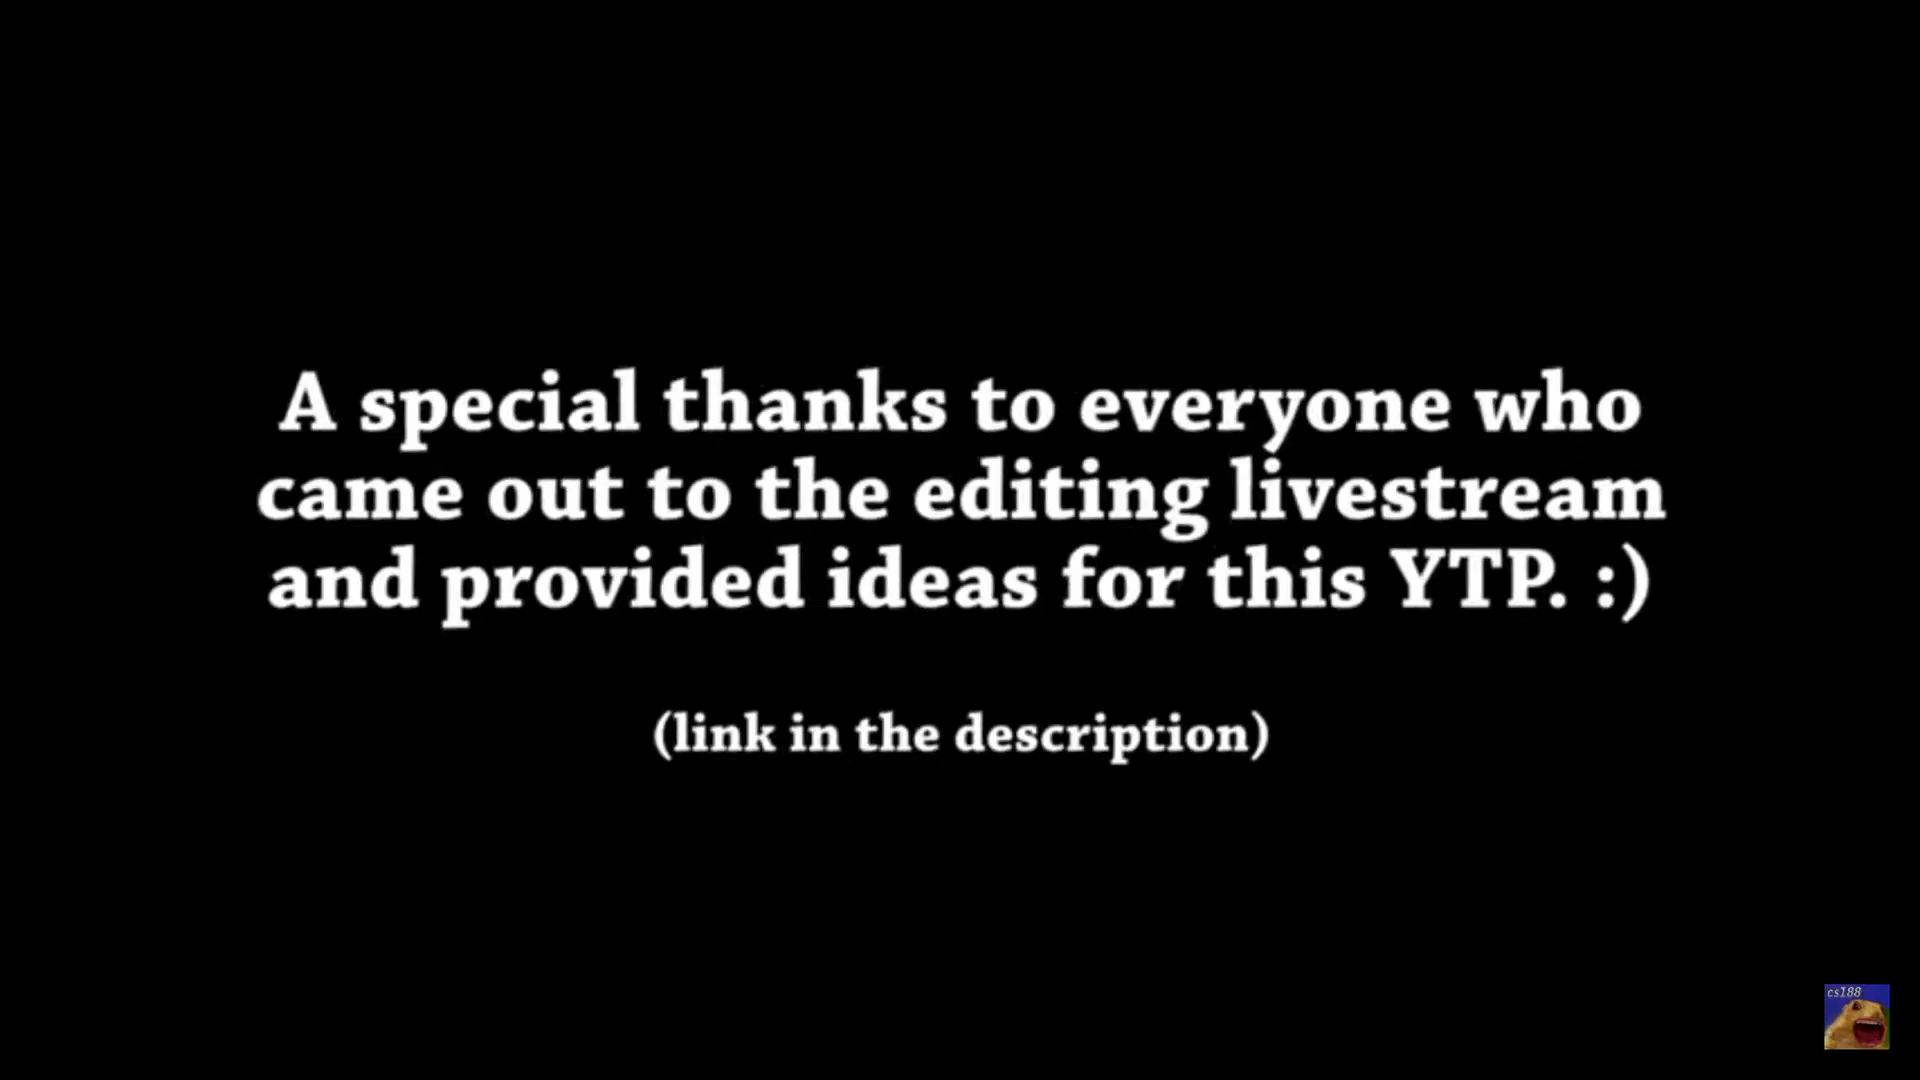 A special thanks to everyone who
came out to the editing livestream
and provided ideas for this YTP. :)
(link in the description)
cs188